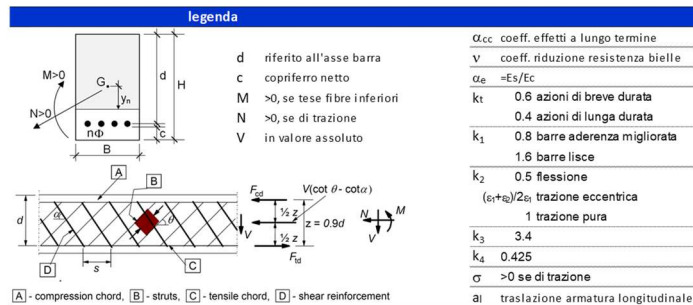 legenda
M>0
N>0
G
yₙ
nΦ
B
d
H
c
d riferito all'asse barra
c copriferro netto
M >0, se tese fibre inferiori
N >0, se di trazione
V in valore assoluto
A
B
C
D
d
α
θ
s
V
F_cd
F_td
½ z
½ z
V(cot θ - cotα)
z = 0.9d
N
M
V
A - compression chord, B - struts, C - tensile chord, D - shear reinforcement
αcc coeff. effetti a lungo termine
ν coeff. riduzione resistenza bielle
αe =Es/Ec
kt 0.6 azioni di breve durata
0.4 azioni di lunga durata
k₁ 0.8 barre aderenza migliorata
1.6 barre lisce
k₂ 0.5 flessione
(ε₁+ε₂)/2ε₁ trazione eccentrica
1 trazione pura
k₃ 3.4
k₄ 0.425
σ >0 se di trazione
al traslazione armatura longitudinale